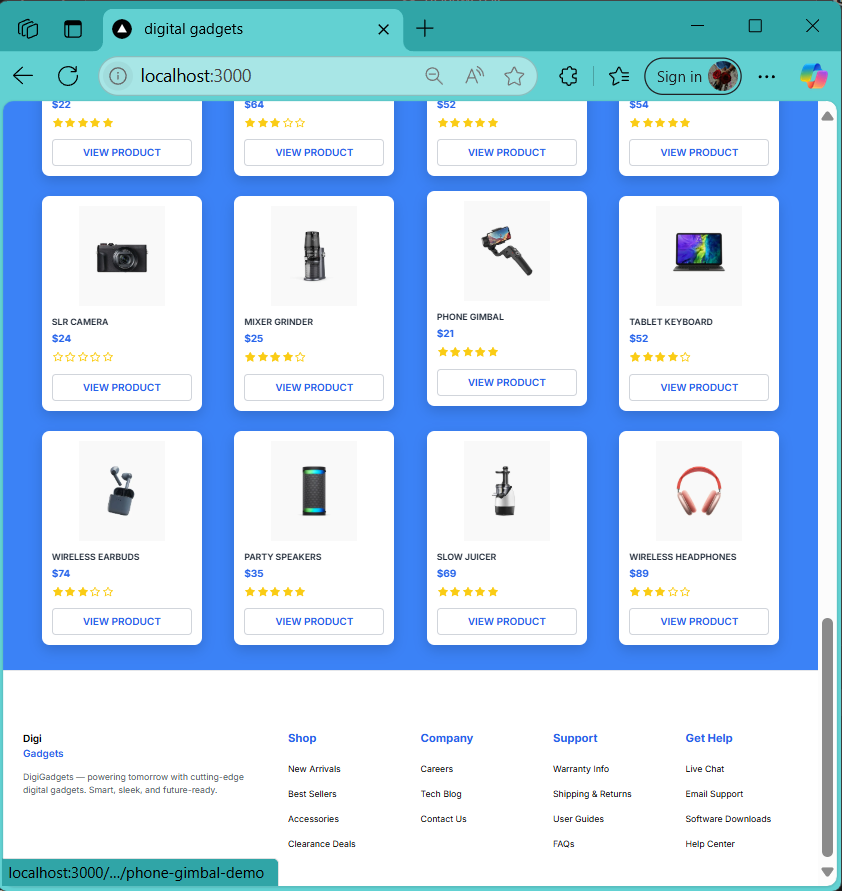 digital gadgets
localhost:3000
Sign in
$22 $64 $52 $54
VIEW PRODUCT VIEW PRODUCT VIEW PRODUCT VIEW PRODUCT
SLR CAMERA MIXER GRINDER PHONE GIMBAL TABLET KEYBOARD
$24 $25 $21 $52
VIEW PRODUCT VIEW PRODUCT VIEW PRODUCT VIEW PRODUCT
WIRELESS EARBUDS PARTY SPEAKERS SLOW JUICER WIRELESS HEADPHONES
$74 $35 $69 $89
VIEW PRODUCT VIEW PRODUCT VIEW PRODUCT VIEW PRODUCT
Digi
Gadgets
DigiGadgets — powering tomorrow with cutting-edge
digital gadgets. Smart, sleek, and future-ready.
Shop
New Arrivals
Best Sellers
Accessories
Clearance Deals
Company
Careers
Tech Blog
Contact Us
Support
Warranty Info
Shipping & Returns
User Guides
FAQs
Get Help
Live Chat
Email Support
Software Downloads
Help Center
localhost:3000/.../phone-gimbal-demo